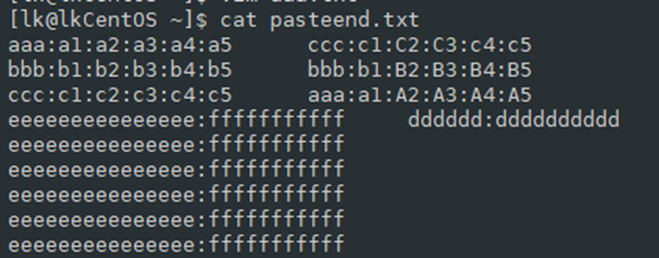 [lk@lkCentOS ~]$ cat pasteend.txt
aaa:a1:a2:a3:a4:a5 ccc:c1:C2:C3:c4:c5
bbb:b1:b2:b3:b4:b5 bbb:b1:B2:B3:B4:B5
ccc:c1:c2:c3:c4:c5 aaa:a1:A2:A3:A4:A5
eeeeeeeeeeeeeee:fffffffffff dddddd:dddddddddd
eeeeeeeeeeeeeee:fffffffffff
eeeeeeeeeeeeeee:fffffffffff
eeeeeeeeeeeeeee:fffffffffff
eeeeeeeeeeeeeee:fffffffffff
eeeeeeeeeeeeeee:fffffffffff